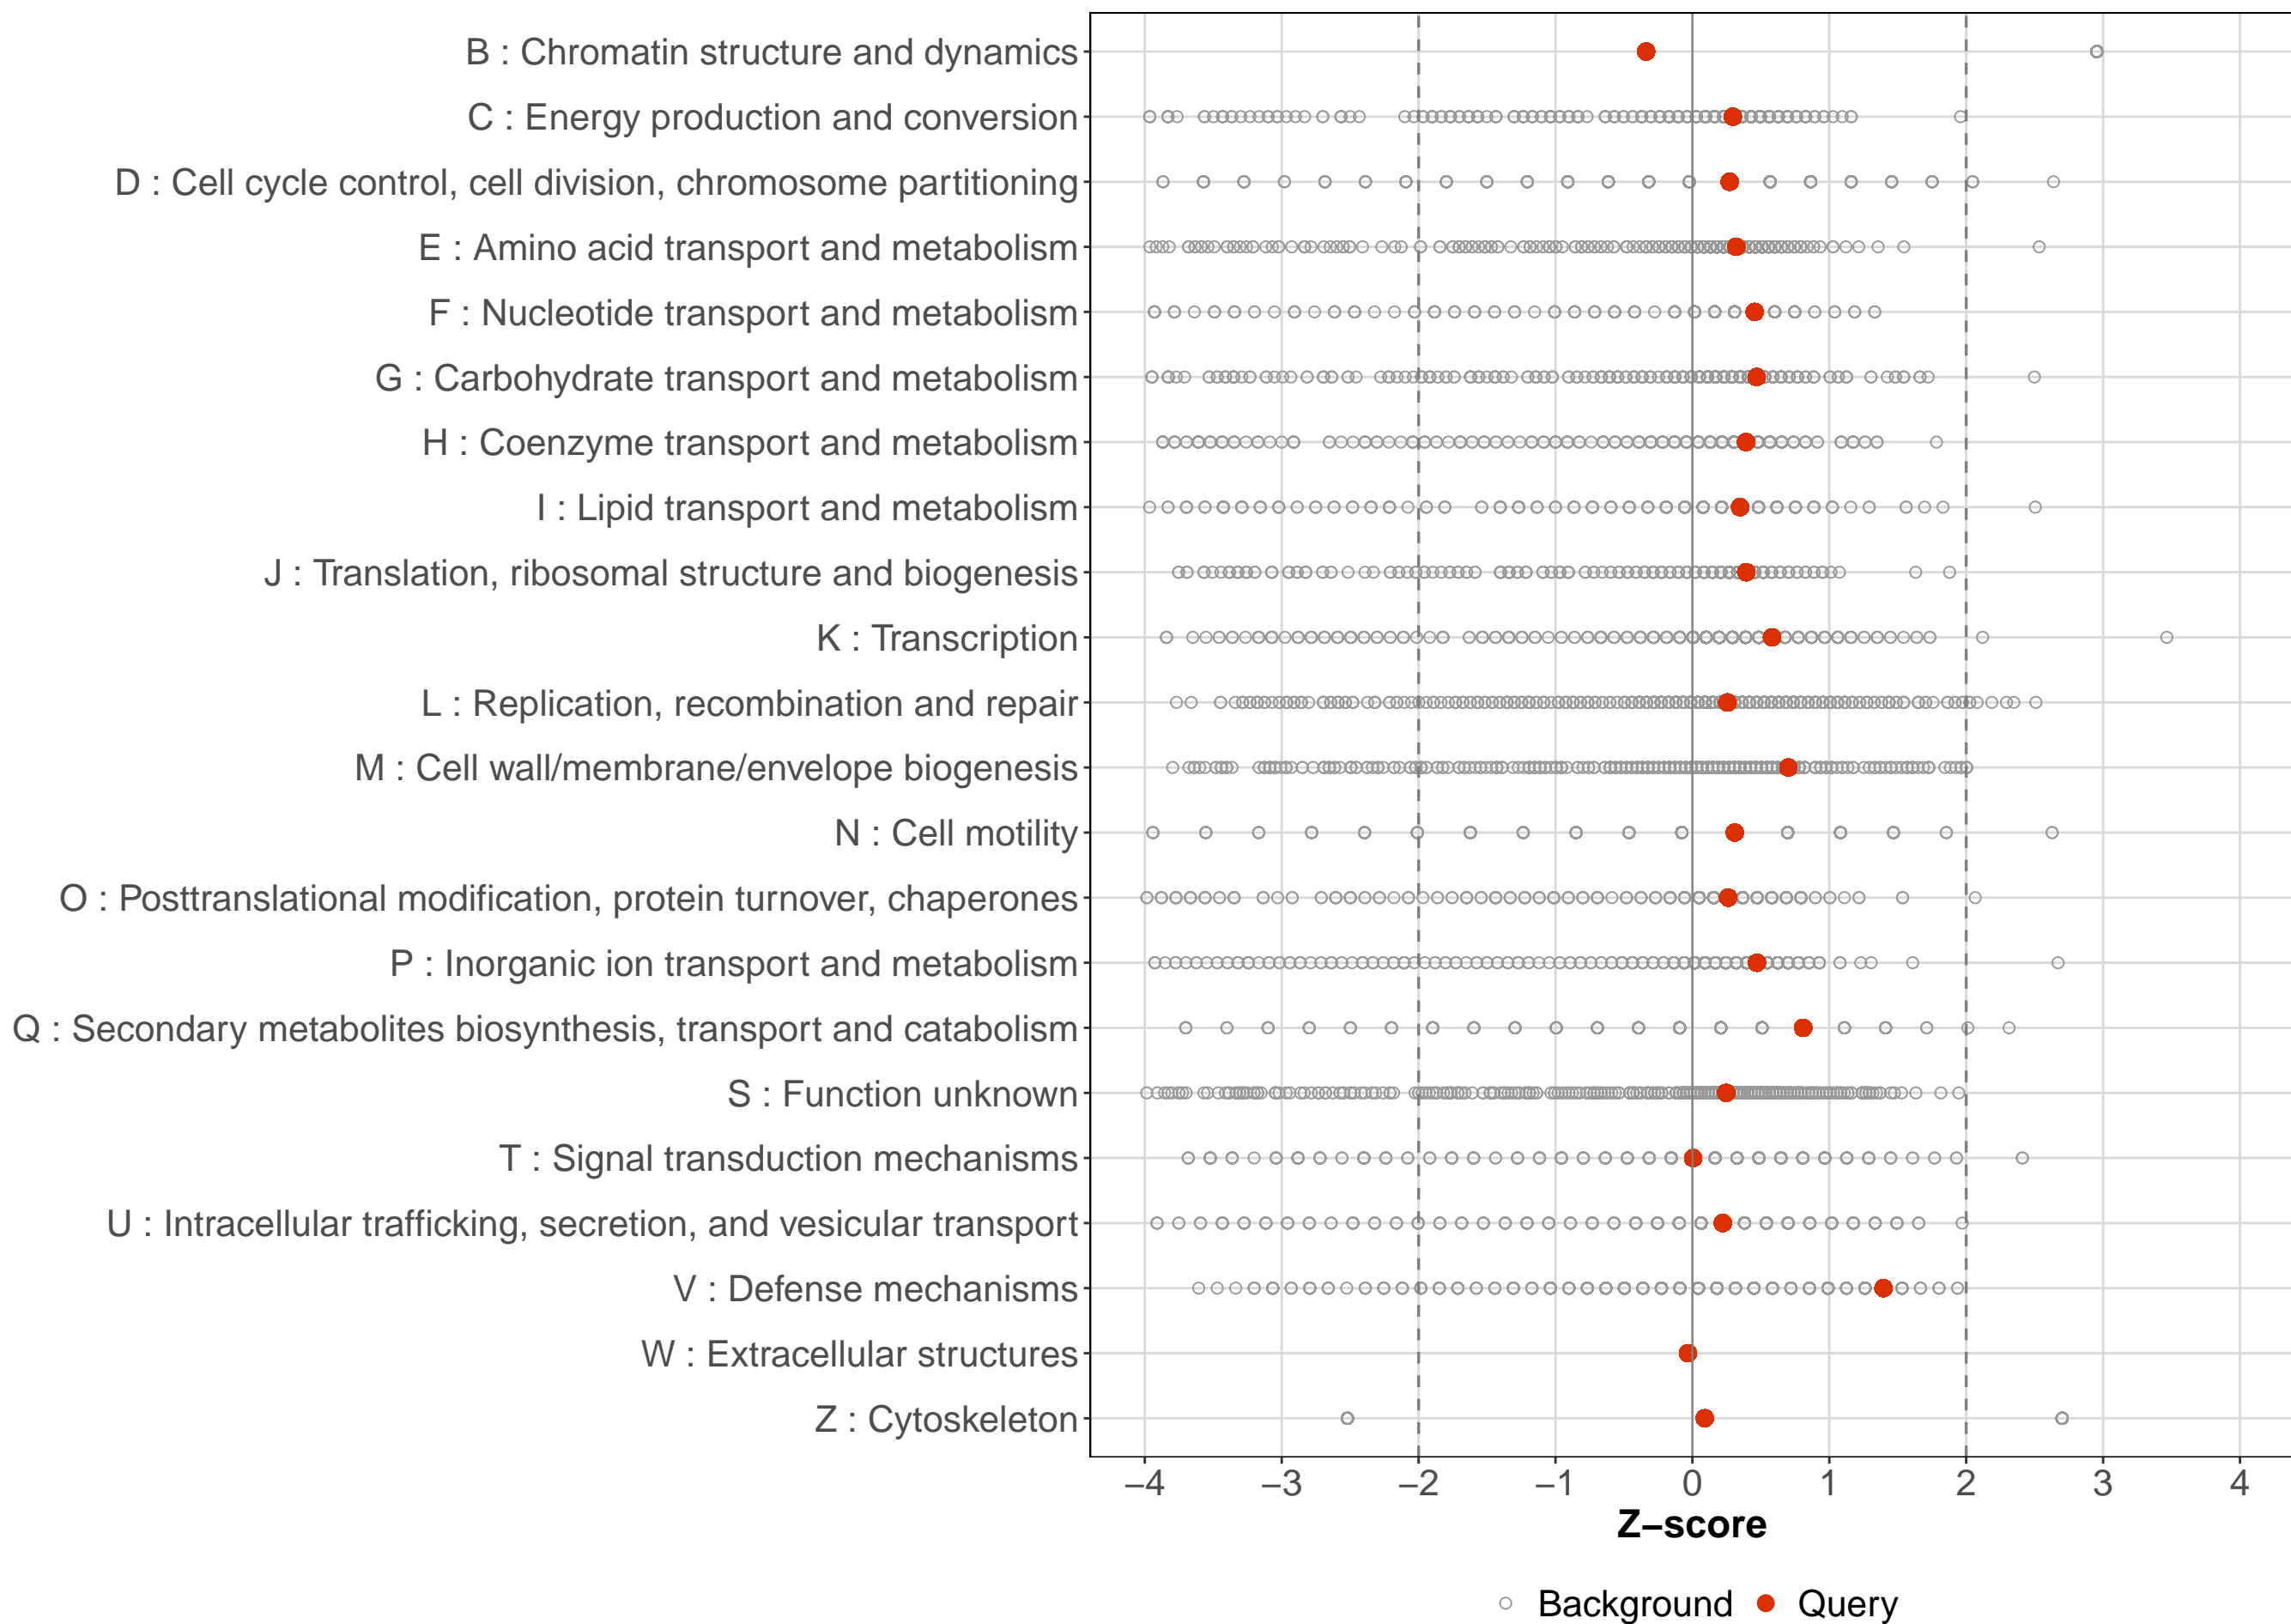 B : Chromatin structure and dynamics
C : Energy production and conversion
D : Cell cycle control, cell division, chromosome partitioning
E : Amino acid transport and metabolism
F : Nucleotide transport and metabolism
G : Carbohydrate transport and metabolism
H : Coenzyme transport and metabolism
I : Lipid transport and metabolism
J : Translation, ribosomal structure and biogenesis
K : Transcription
L : Replication, recombination and repair
M : Cell wall/membrane/envelope biogenesis
N : Cell motility
O : Posttranslational modification, protein turnover, chaperones
P : Inorganic ion transport and metabolism
Q : Secondary metabolites biosynthesis, transport and catabolism
S : Function unknown
T : Signal transduction mechanisms
U : Intracellular trafficking, secretion, and vesicular transport
V : Defense mechanisms
W : Extracellular structures
Z : Cytoskeleton
−4 −3 −2 −1 0 1 2 3 4
Z−score
Background Query